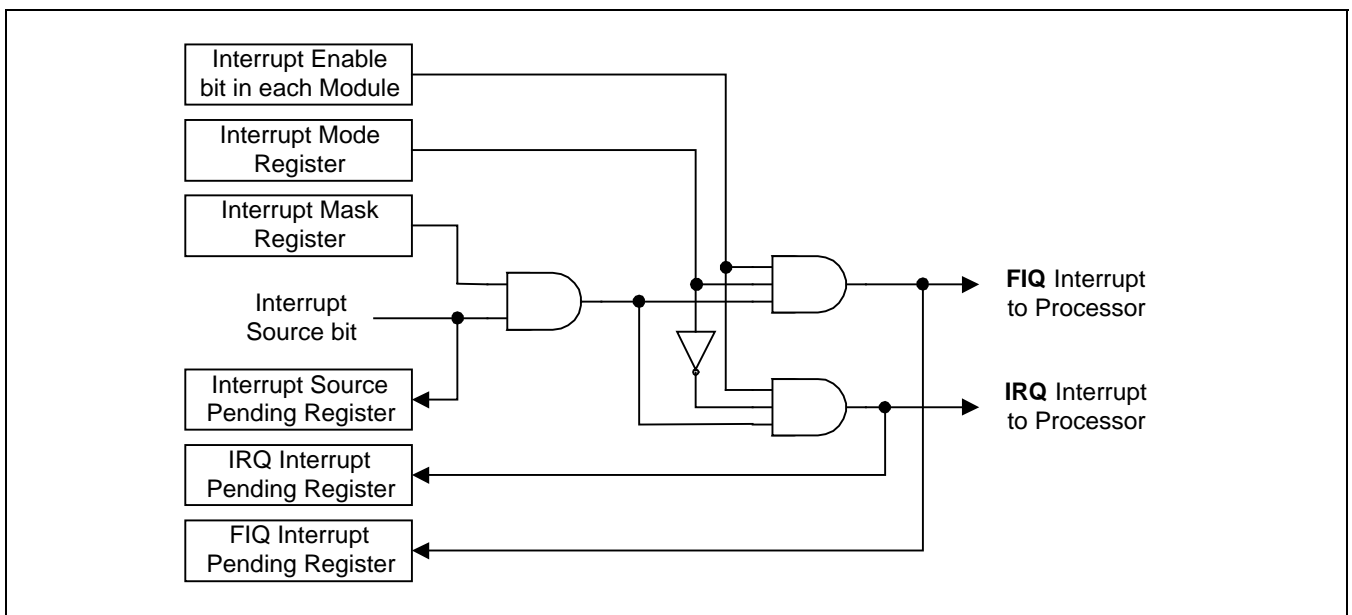 Interrupt Enable
bit in each Module
Interrupt Mode
Register
Interrupt Mask
Register
Interrupt
Source bit
Interrupt Source
Pending Register
IRQ Interrupt
Pending Register
FIQ Interrupt
Pending Register
FIQ Interrupt
to Processor
IRQ Interrupt
to Processor